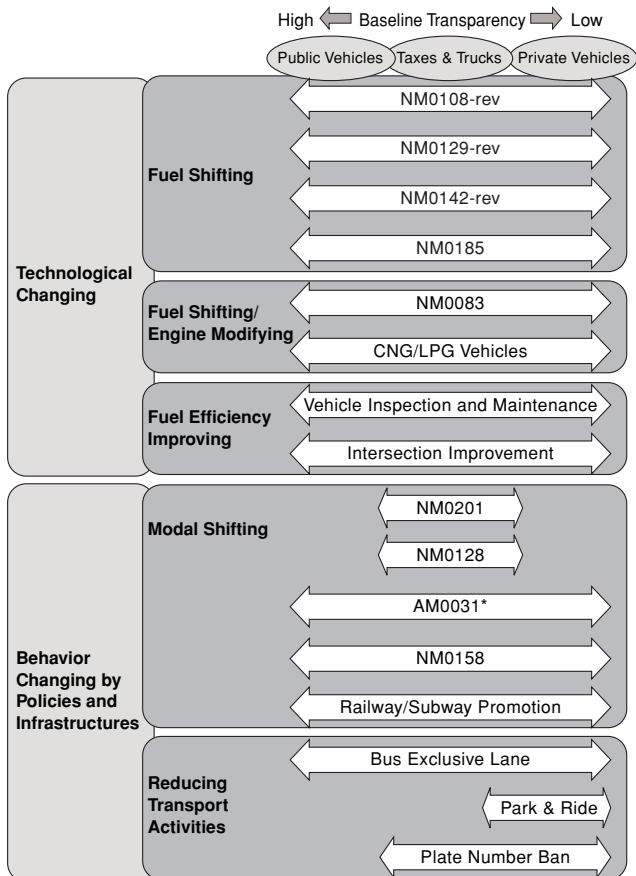 High Baseline Transparency Low
Public Vehicles Taxes & Trucks Private Vehicles
Technological
Changing
Fuel Shifting
NM0108-rev
NM0129-rev
NM0142-rev
NM0185
Fuel Shifting/
Engine Modifying
NM0083
CNG/LPG Vehicles
Fuel Efficiency
Improving
Vehicle Inspection and Maintenance
Intersection Improvement
Behavior
Changing by
Policies and
Infrastructures
Modal Shifting
NM0201
NM0128
AM0031*
NM0158
Railway/Subway Promotion
Reducing
Transport
Activities
Bus Exclusive Lane
Park & Ride
Plate Number Ban